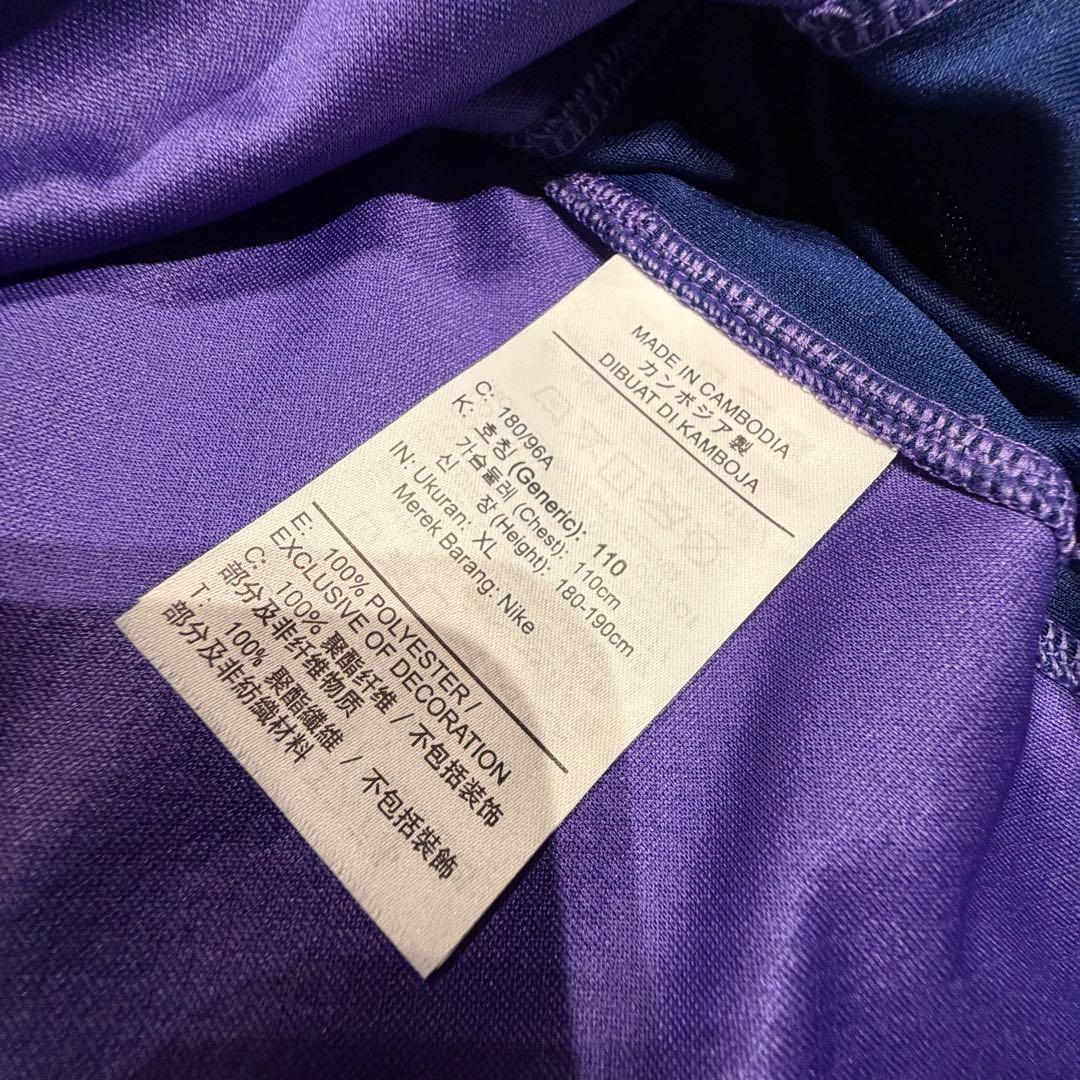 MADE IN CAMBODIA
カンボジア製
DIBUAT DI KAMBOJA
C: 180/96A
K: 호칭 (Generic): 110
가슴둘레 (Chest): 110cm
신 장 (Height): 180-190cm
IN: Ukuran: XL
Merek Barang: Nike
E: 100% POLYESTER /
EXCLUSIVE OF DECORATION
C: 100% 聚酯纤维 / 不包括装饰
部分及非纤维物质
T: 100% 聚酯纖維 / 不包括裝飾
部分及非紡織材料